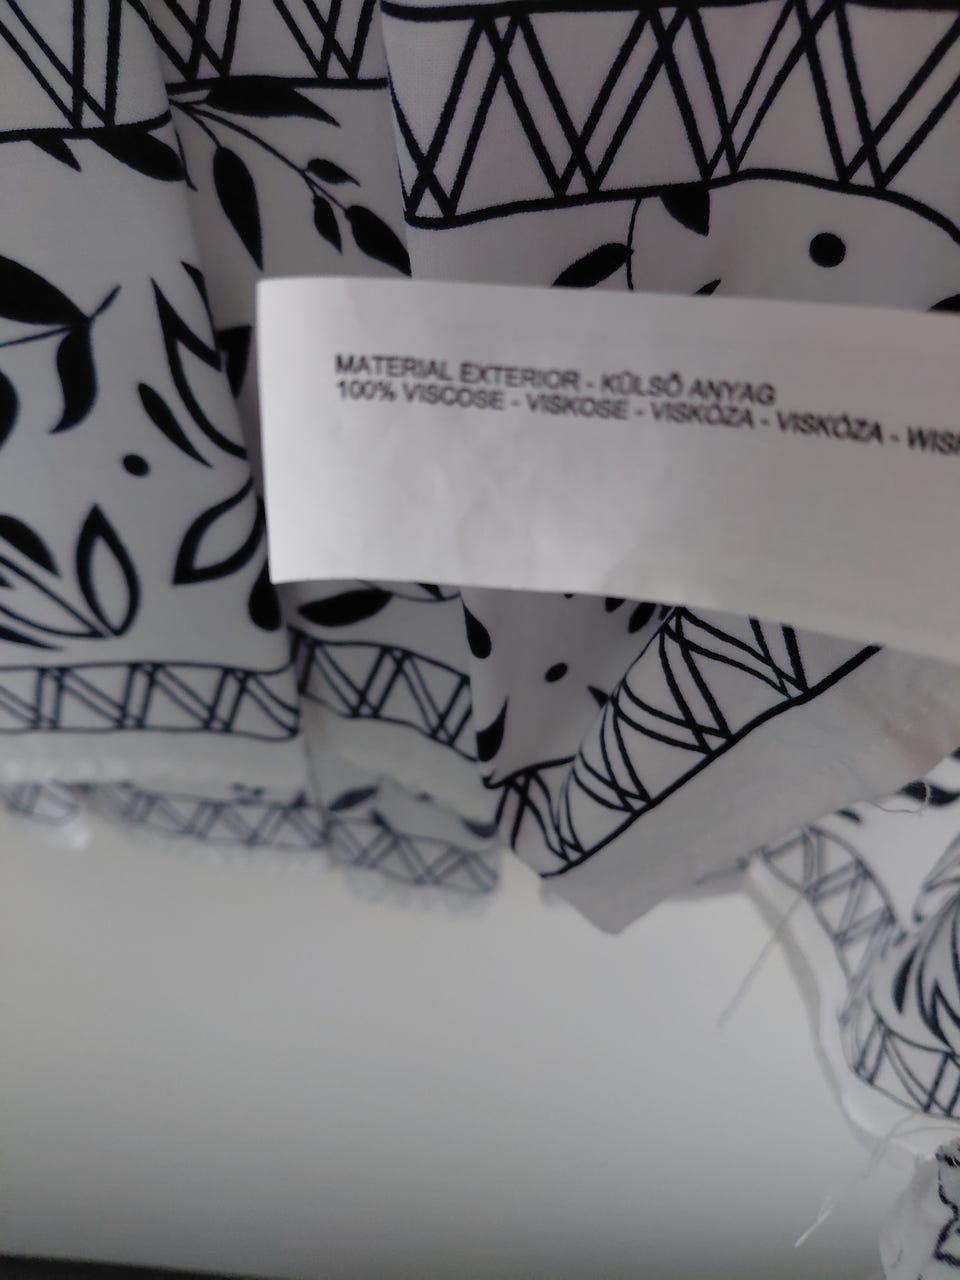 MATERIAL EXTERIOR - KÜLSŐ ANYAG
100% VISCOSE - VISKOSE - VISKÓZA - VISKÓZA -